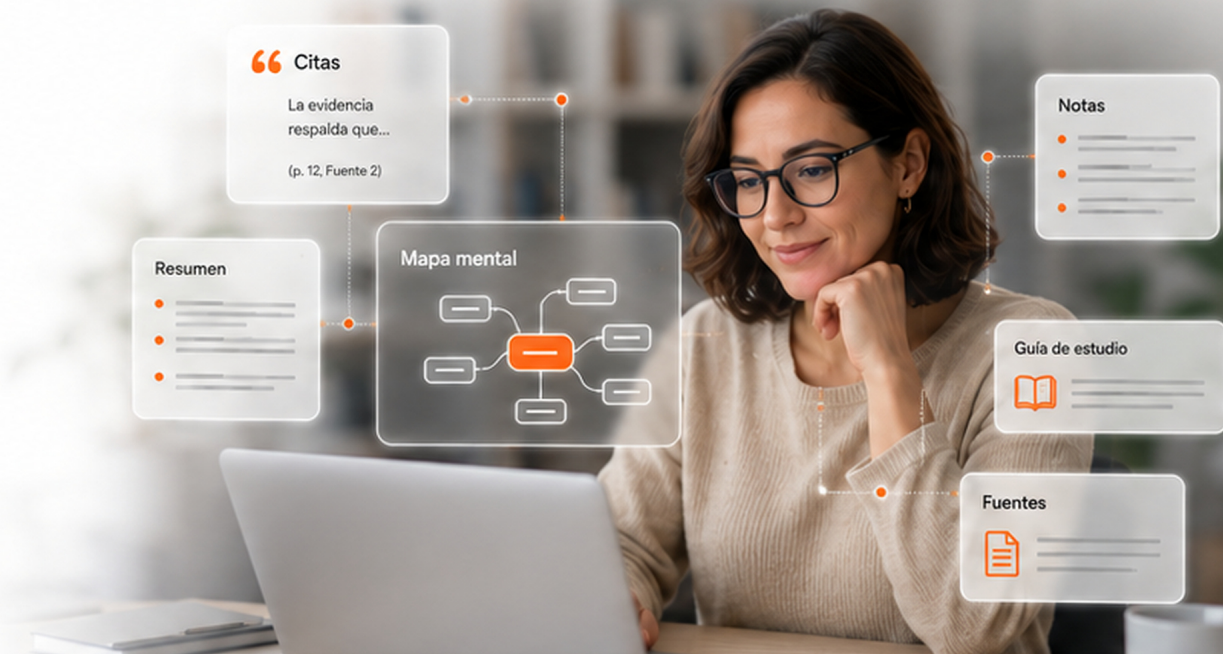 Citas
La evidencia
respalda que...
(p. 12, Fuente 2)
Resumen
Mapa mental
Notas
Guía de estudio
Fuentes